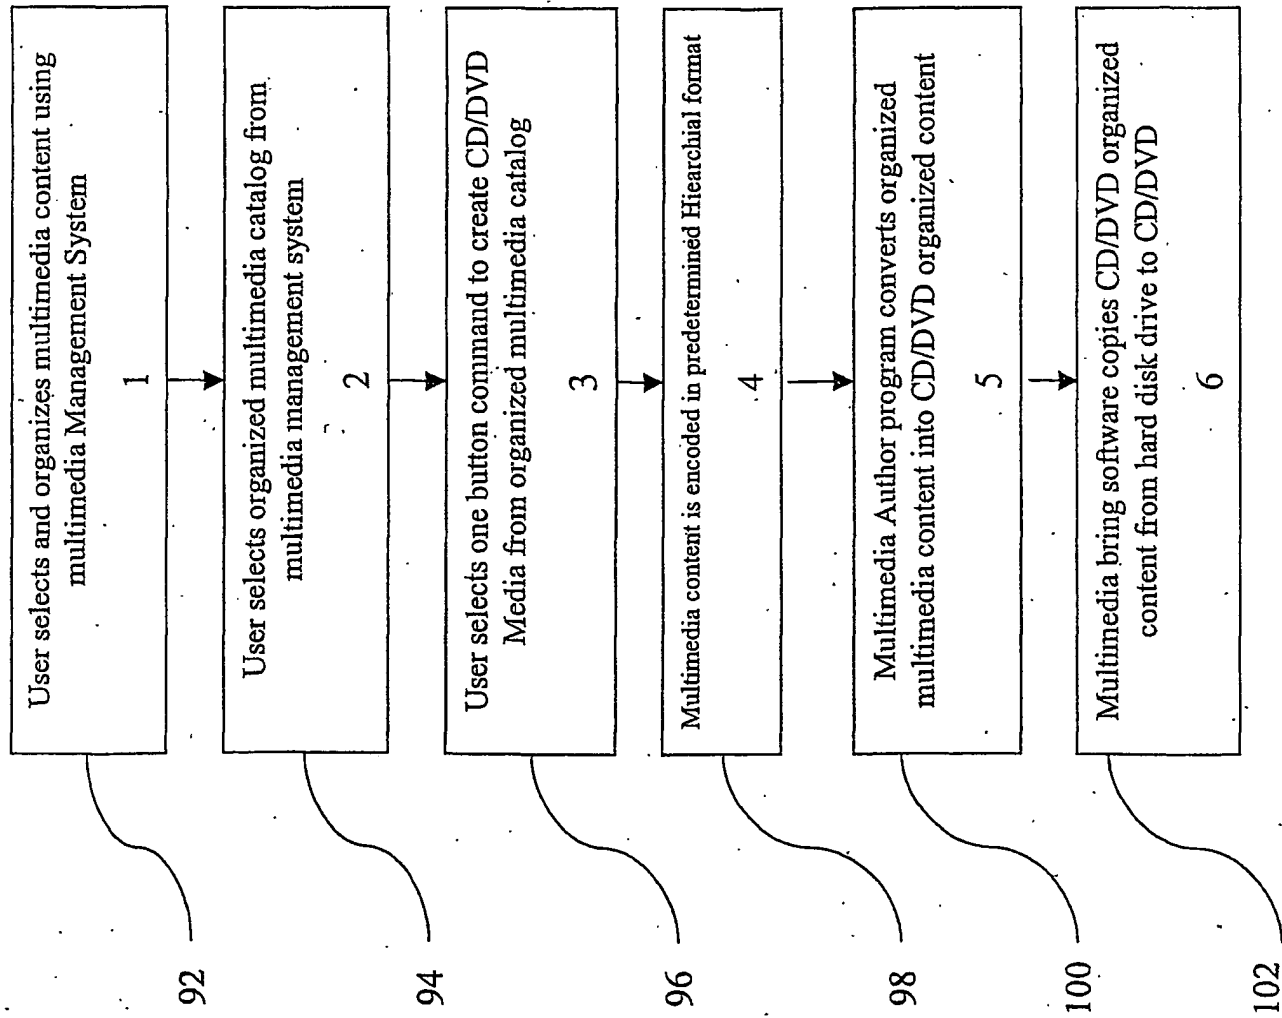 User selects and organizes multimedia content using
multimedia Management System
1
92
User selects organized multimedia catalog from
multimedia management system
2
94
User selects one button command to create CD/DVD
Media from organized multimedia catalog
3
96
Multimedia content is encoded in predetermined Hiearchial format
4
98
Multimedia Author program converts organized
multimedia content into CD/DVD organized content
5
100
Multimedia bring software copies CD/DVD organized
content from hard disk drive to CD/DVD
6
102